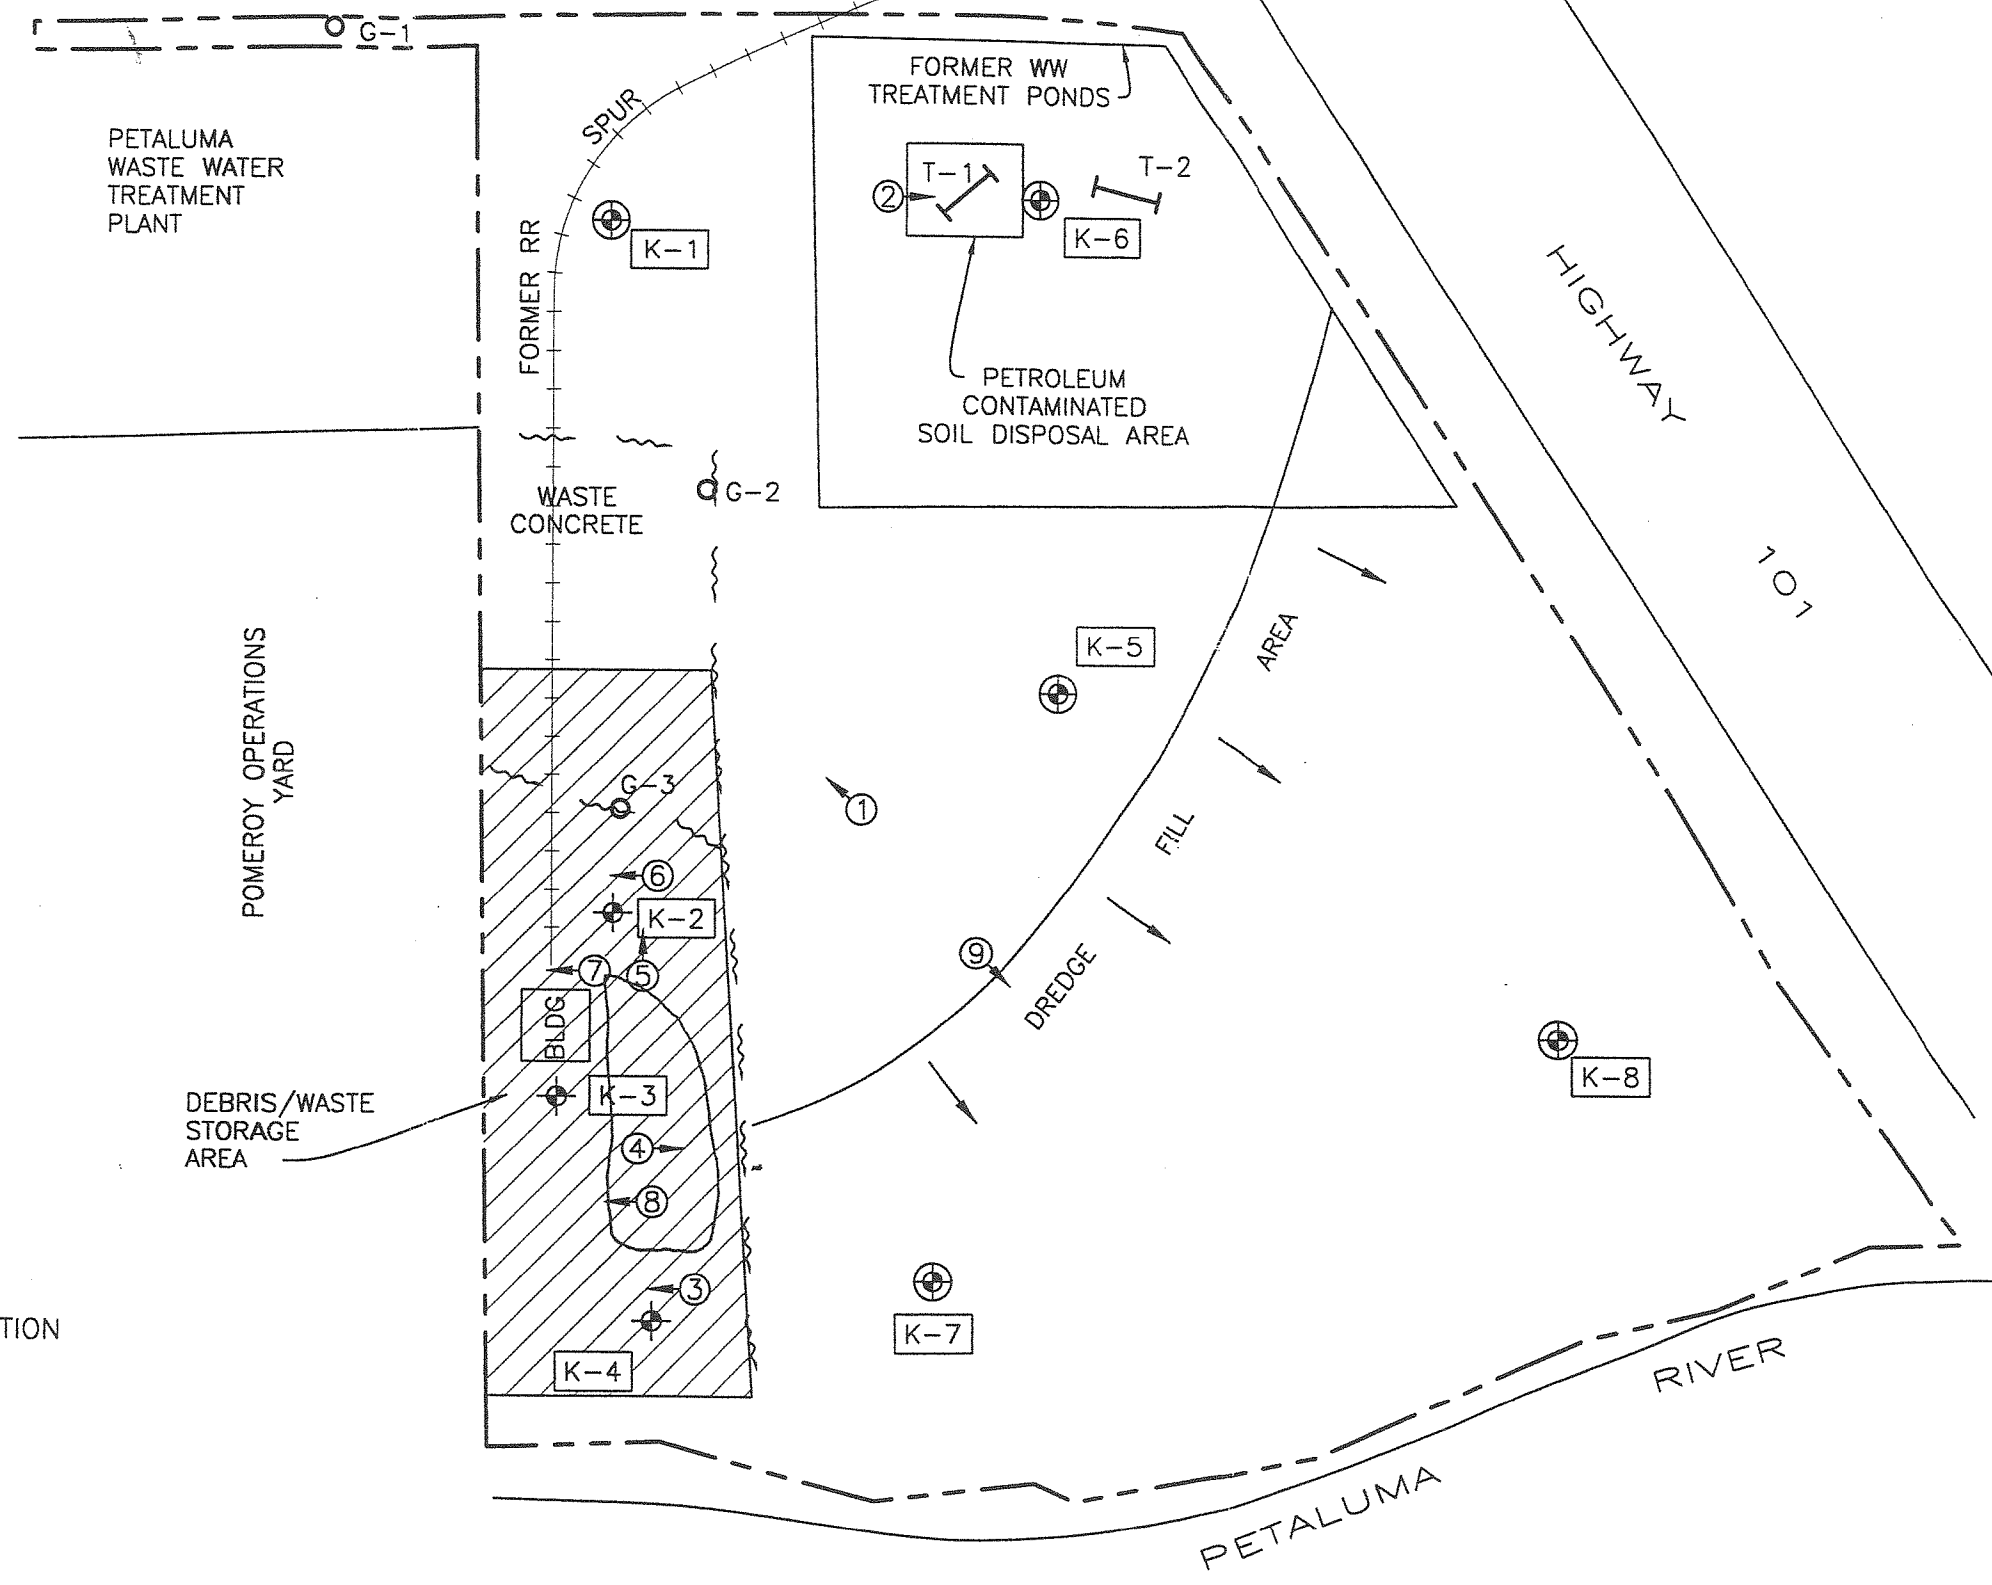 G-1
FORMER WW
TREATMENT PONDS
PETALUMA
WASTE WATER
TREATMENT
PLANT
SPUR
T-1
T-2
2
K-6
K-1
FORMER RR
HIGHWAY
101
PETROLEUM
CONTAMINATED
SOIL DISPOSAL AREA
WASTE
CONCRETE
G-2
K-5
POMEROY OPERATIONS
YARD
G-3
1
6
K-2
7
5
BLDG
9
DREDGE
FILL
AREA
K-3
K-8
DEBRIS/WASTE
STORAGE
AREA
4
8
3
K-7
K-4
TION
PETALUMA
RIVER